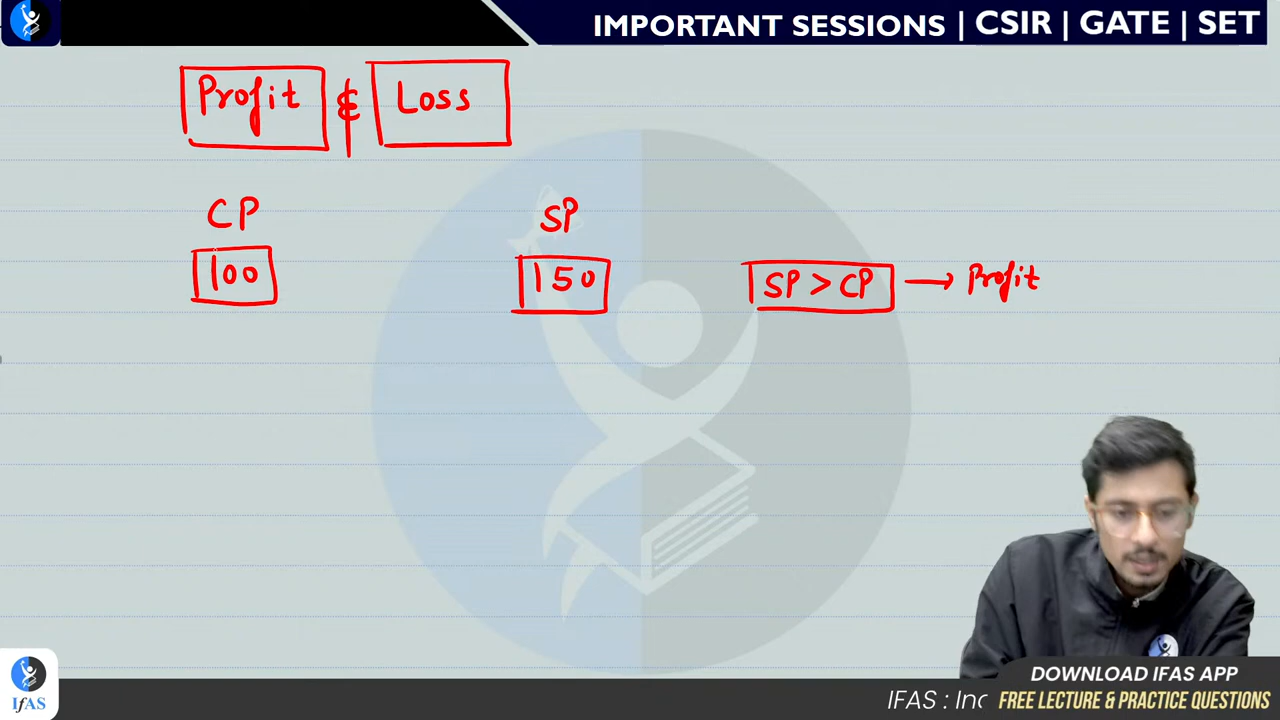 IMPORTANT SESSIONS | CSIR | GATE | SET
Profit & Loss
CP SP
100 150 SP > CP → Profit
DOWNLOAD IFAS APP
IFAS : Inc FREE LECTURE & PRACTICE QUESTIONS
IfAS